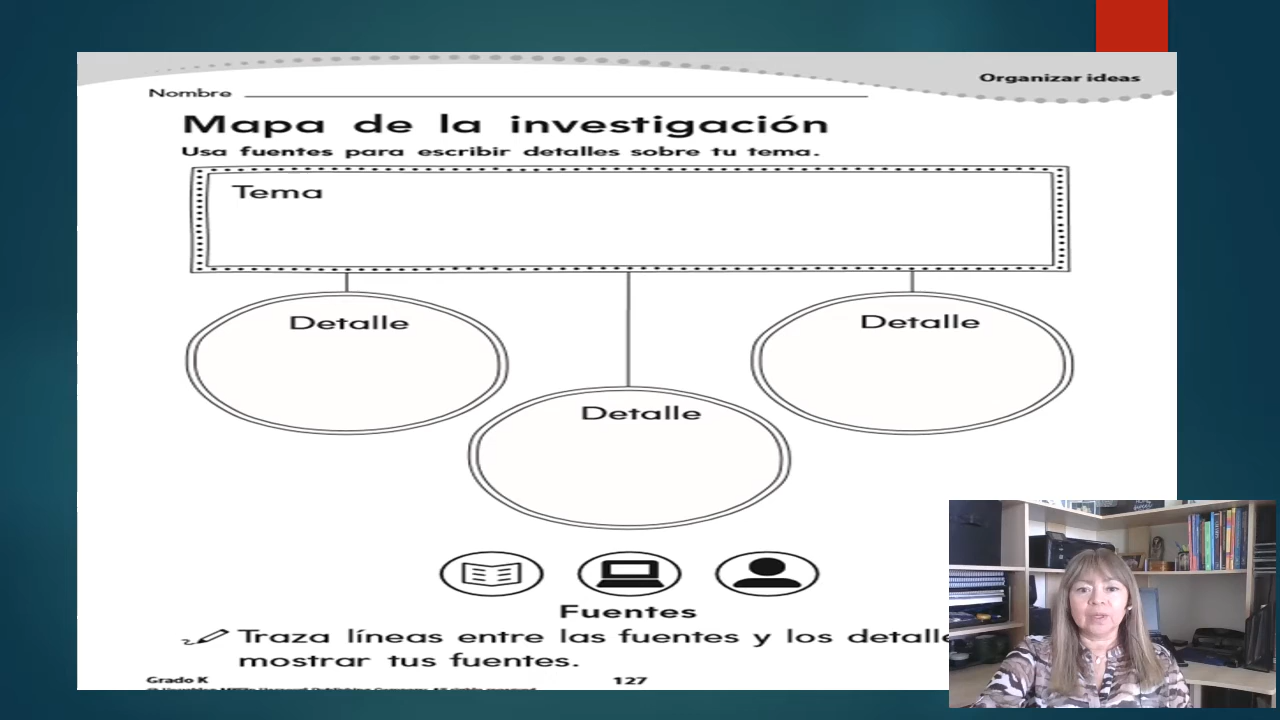 Organizar ideas
Nombre
Mapa de la investigación
Usa fuentes para escribir detalles sobre tu tema.
Tema
Detalle
Detalle
Detalle
Fuentes
Traza líneas entre las fuentes y los
mostrar tus fuentes.
Grado K
127